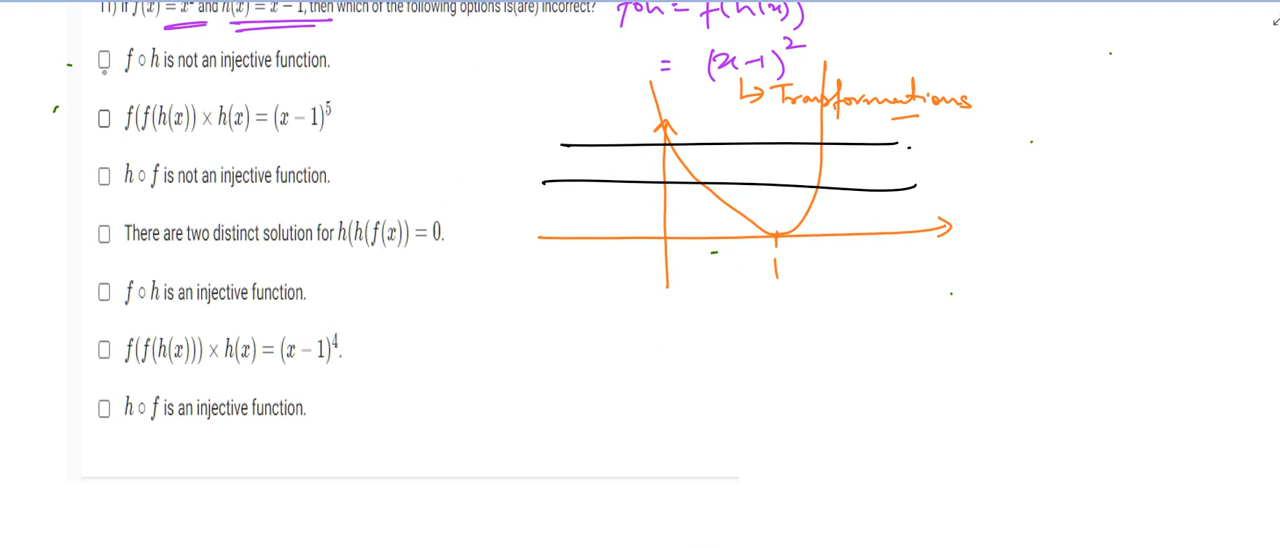 11) If f(x) = x² and h(x) = x − 1, then which of the following options is(are) incorrect?
foh = f(h(x))
= (x-1)²
↳ Transformations
f ∘ h is not an injective function.
f(f(h(x)) × h(x) = (x − 1)⁵
h ∘ f is not an injective function.
There are two distinct solution for h(h(f(x)) = 0.
f ∘ h is an injective function.
f(f(h(x))) × h(x) = (x − 1)⁴.
h ∘ f is an injective function.
1